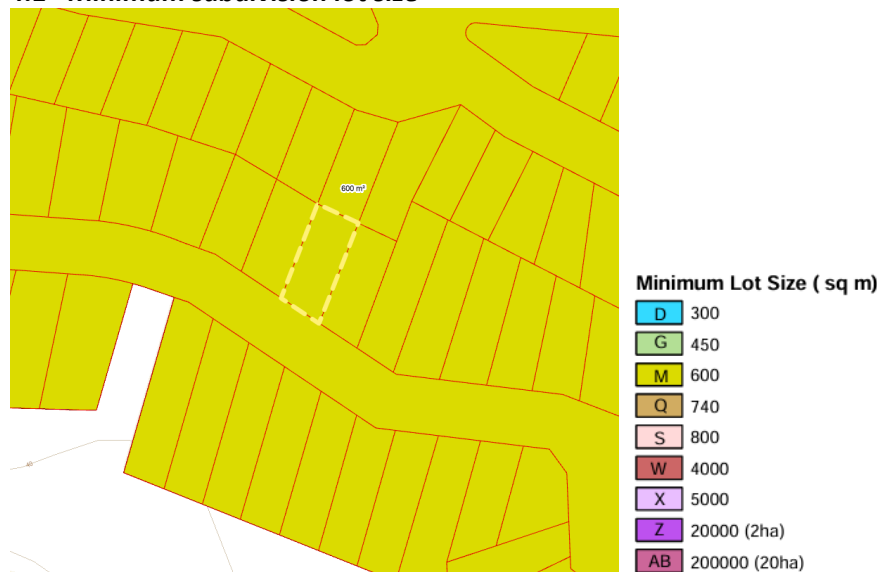 600 m²
Minimum Lot Size ( sq m)
D 300
G 450
M 600
Q 740
S 800
W 4000
X 5000
Z 20000 (2ha)
AB 200000 (20ha)